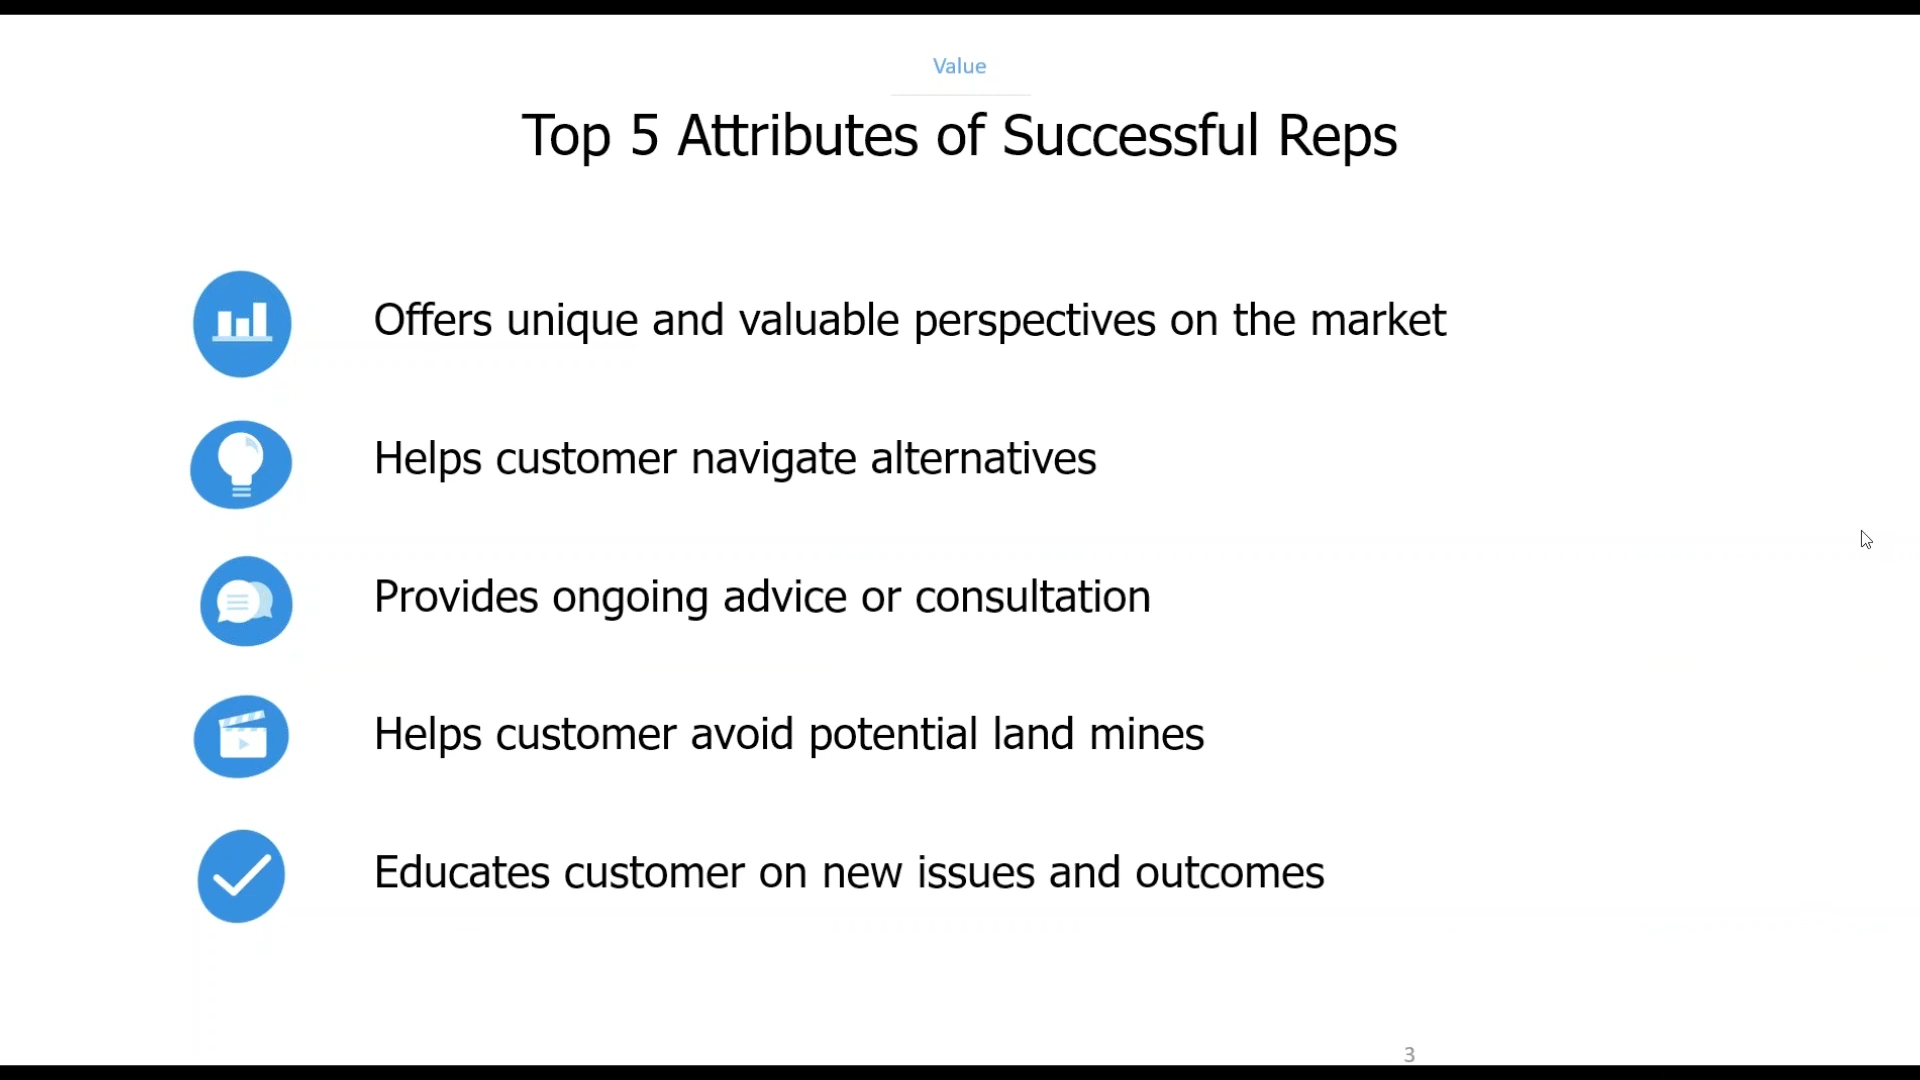 Value
Top 5 Attributes of Successful Reps
Offers unique and valuable perspectives on the market
Helps customer navigate alternatives
Provides ongoing advice or consultation
Helps customer avoid potential land mines
Educates customer on new issues and outcomes
3